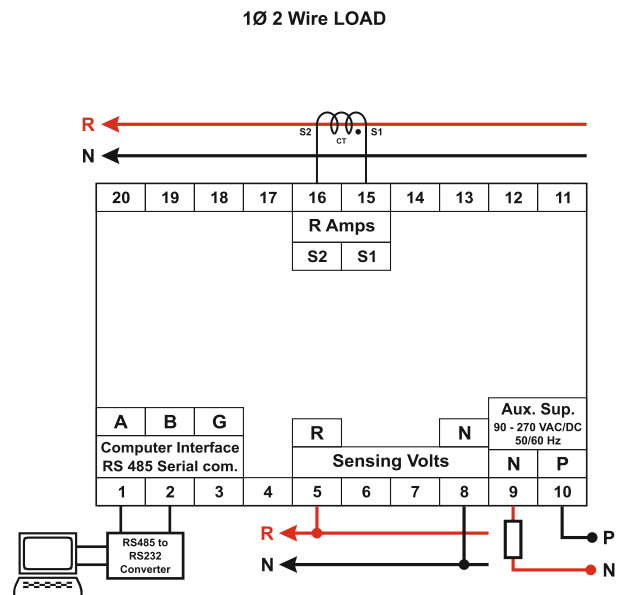 1Ø 2 Wire LOAD
R
S2
CT
S1
N
20 19 18 17 16 15 14 13 12 11
R Amps
S2 S1
A B G
Computer Interface
RS 485 Serial com.
R N
Sensing Volts
Aux. Sup.
90 - 270 VAC/DC
50/60 Hz
N P
1 2 3 4 5 6 7 8 9 10
RS485 to
RS232
Converter
R
N
P
N